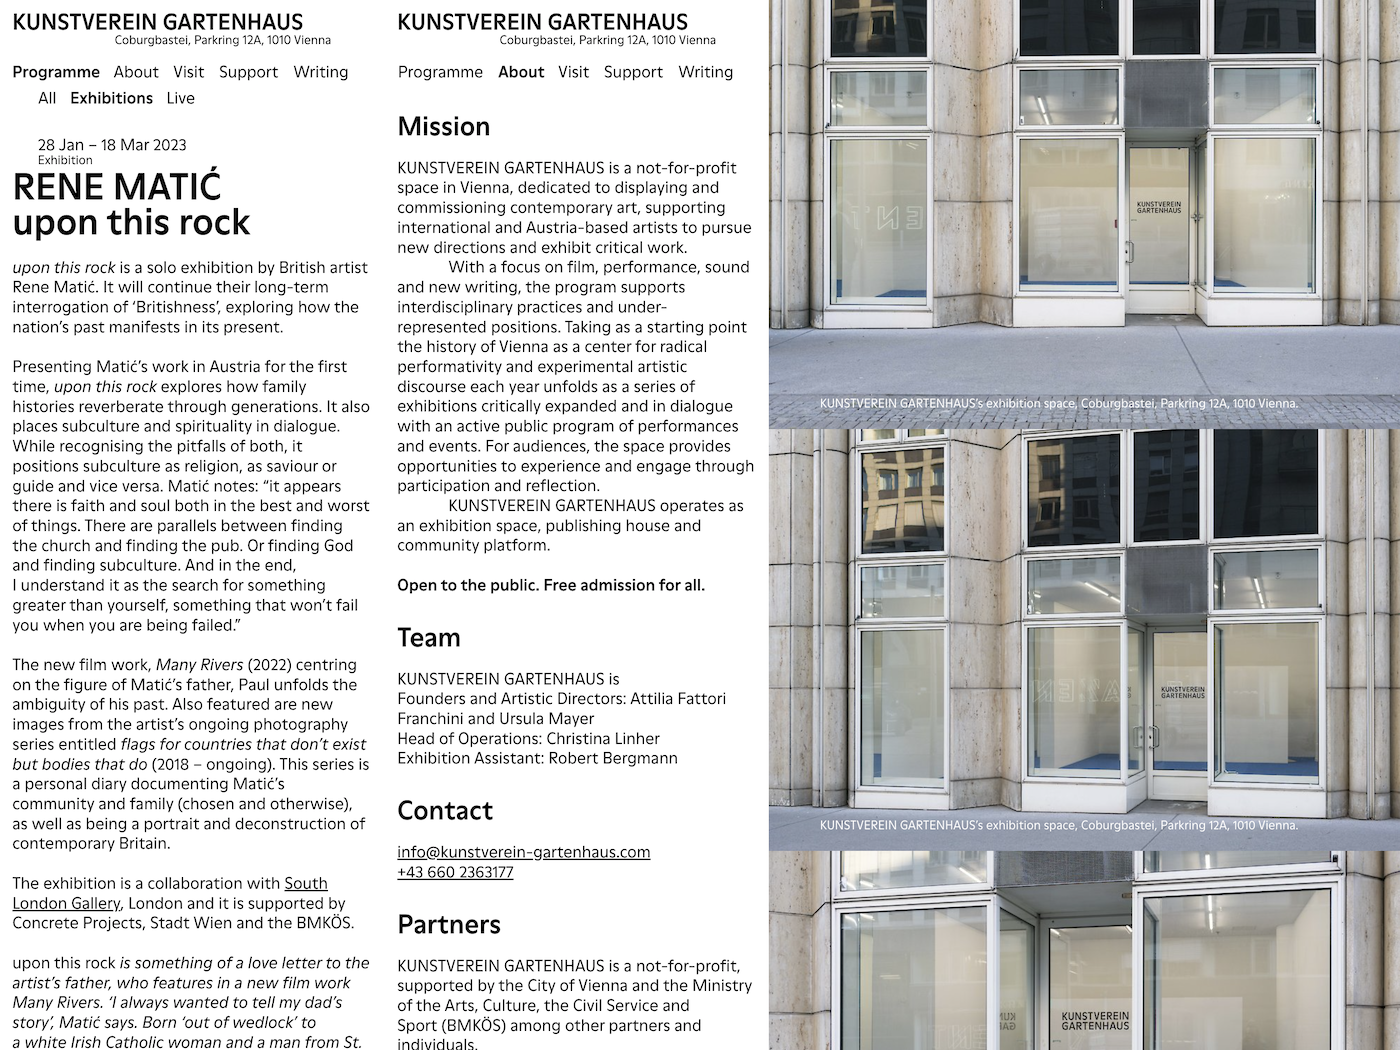 KUNSTVEREIN GARTENHAUS
Coburgbastei, Parkring 12A, 1010 Vienna
Programme About Visit Support Writing
All Exhibitions Live
28 Jan – 18 Mar 2023
Exhibition
RENE MATIĆ
upon this rock
upon this rock is a solo exhibition by British artist
Rene Matić. It will continue their long-term
interrogation of ‘Britishness’, exploring how the
nation’s past manifests in its present.
Presenting Matić’s work in Austria for the first
time, upon this rock explores how family
histories reverberate through generations. It also
places subculture and spirituality in dialogue.
While recognising the pitfalls of both, it
positions subculture as religion, as saviour or
guide and vice versa. Matić notes: “it appears
there is faith and soul both in the best and worst
of things. There are parallels between finding
the church and finding the pub. Or finding God
and finding subculture. And in the end,
I understand it as the search for something
greater than yourself, something that won’t fail
you when you are being failed.”
The new film work, Many Rivers (2022) centring
on the figure of Matić’s father, Paul unfolds the
ambiguity of his past. Also featured are new
images from the artist’s ongoing photography
series entitled flags for countries that don’t exist
but bodies that do (2018 – ongoing). This series is
a personal diary documenting Matić’s
community and family (chosen and otherwise),
as well as being a portrait and deconstruction of
contemporary Britain.
The exhibition is a collaboration with South
London Gallery, London and it is supported by
Concrete Projects, Stadt Wien and the BMKÖS.
upon this rock is something of a love letter to the
artist’s father, who features in a new film work
Many Rivers. ‘I always wanted to tell my dad’s
story’, Matić says. Born ‘out of wedlock’ to
a white Irish Catholic woman and a man from St.
KUNSTVEREIN GARTENHAUS
Coburgbastei, Parkring 12A, 1010 Vienna
Programme About Visit Support Writing
Mission
KUNSTVEREIN GARTENHAUS is a not-for-profit
space in Vienna, dedicated to displaying and
commissioning contemporary art, supporting
international and Austria-based artists to pursue
new directions and exhibit critical work.
With a focus on film, performance, sound
and new writing, the program supports
interdisciplinary practices and under-
represented positions. Taking as a starting point
the history of Vienna as a center for radical
performativity and experimental artistic
discourse each year unfolds as a series of
exhibitions critically expanded and in dialogue
with an active public program of performances
and events. For audiences, the space provides
opportunities to experience and engage through
participation and reflection.
KUNSTVEREIN GARTENHAUS operates as
an exhibition space, publishing house and
community platform.
Open to the public. Free admission for all.
Team
KUNSTVEREIN GARTENHAUS is
Founders and Artistic Directors: Attilia Fattori
Franchini and Ursula Mayer
Head of Operations: Christina Linher
Exhibition Assistant: Robert Bergmann
Contact
info@kunstverein-gartenhaus.com
+43 660 2363177
Partners
KUNSTVEREIN GARTENHAUS is a not-for-profit,
supported by the City of Vienna and the Ministry
of the Arts, Culture, the Civil Service and
Sport (BMKÖS) among other partners and
individuals.
KUNSTVEREIN
GARTENHAUS
KUNSTVEREIN GARTENHAUS’s exhibition space, Coburgbastei, Parkring 12A, 1010 Vienna.
KUNSTVEREIN
GARTENHAUS
KUNSTVEREIN GARTENHAUS’s exhibition space, Coburgbastei, Parkring 12A, 1010 Vienna.
KUNSTVEREIN
GARTENHAUS